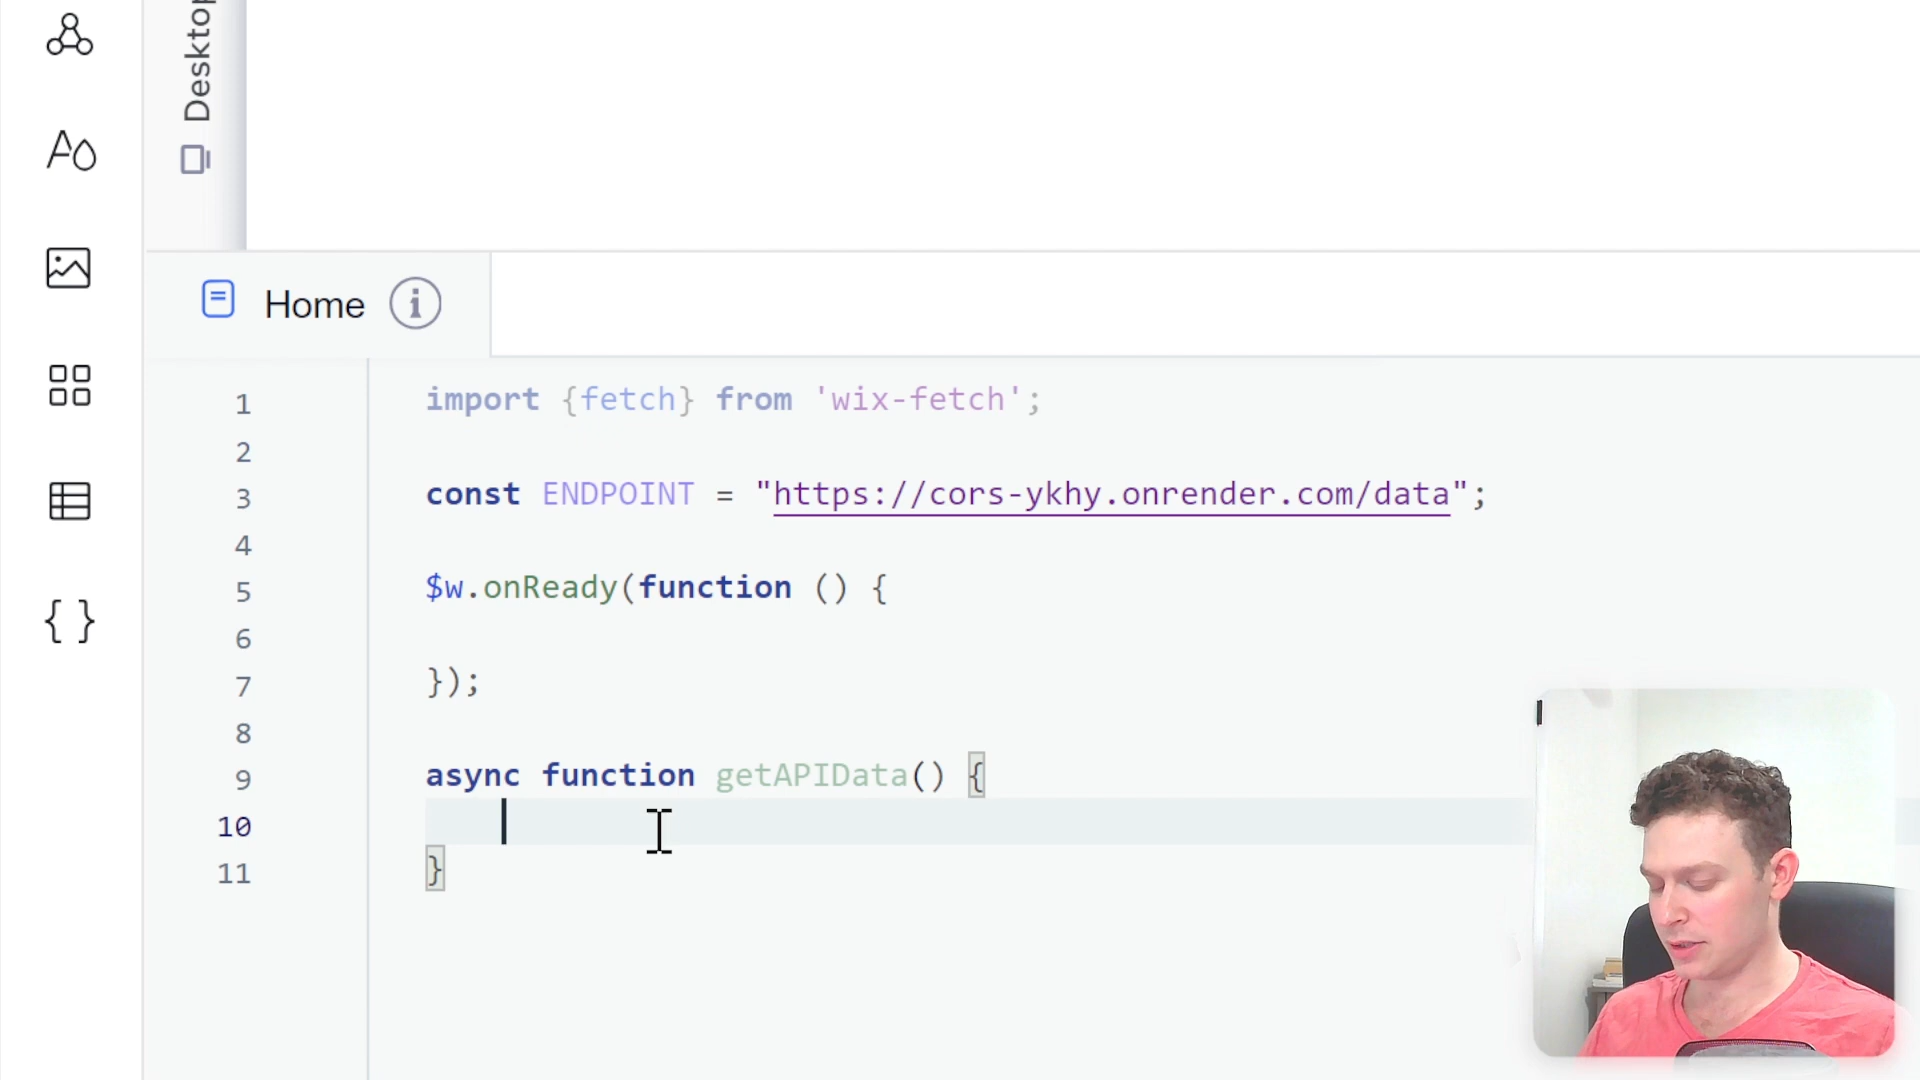 Desktop
Home
1 import {fetch} from 'wix-fetch';
2
3 const ENDPOINT = "https://cors-ykhy.onrender.com/data";
4
5 $w.onReady(function () {
6
7 });
8
9 async function getAPIData() {
10
11 }